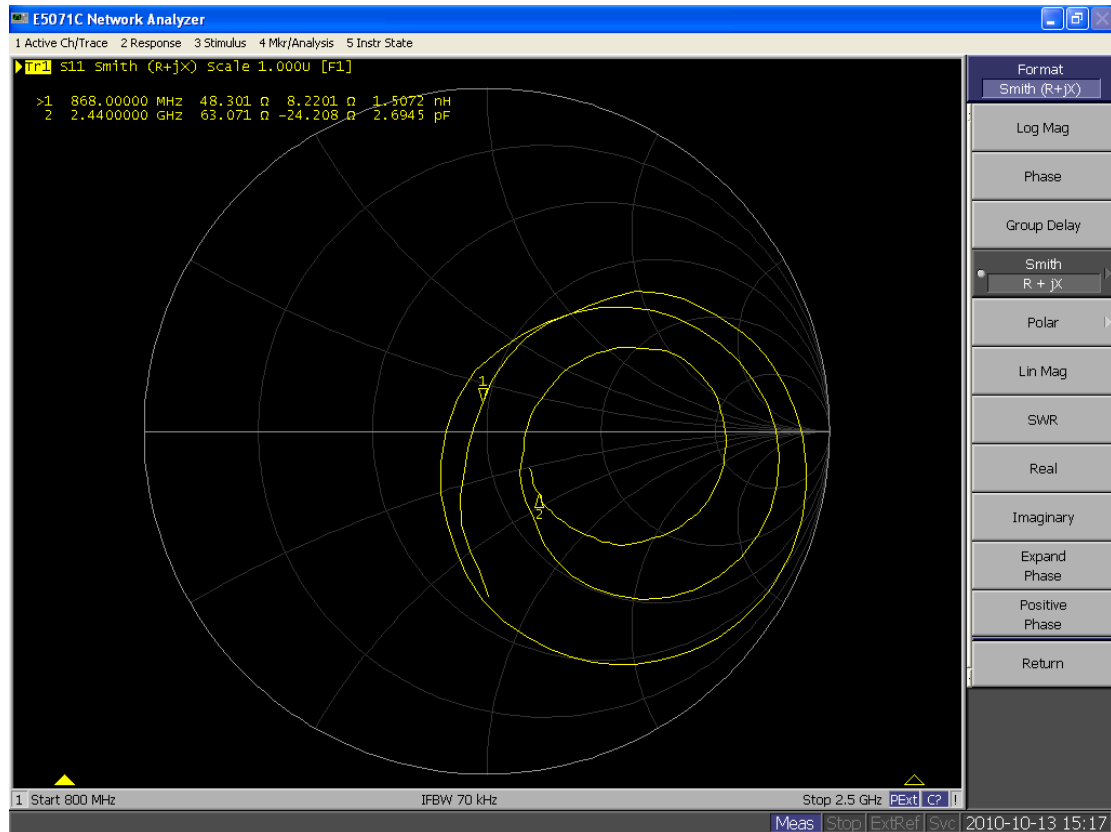 E5071C Network Analyzer
1 Active Ch/Trace 2 Response 3 Stimulus 4 Mkr/Analysis 5 Instr State
Tr1 S11 Smith (R+jX) Scale 1.000U [F1]
>1 868.00000 MHz 48.301 Ω 8.2201 Ω 1.5072 nH
2 2.4400000 GHz 63.071 Ω -24.208 Ω 2.6945 pF
1
2
Format
Smith (R+jX)
Log Mag
Phase
Group Delay
Smith
R + jX
Polar
Lin Mag
SWR
Real
Imaginary
Expand
Phase
Positive
Phase
Return
1 Start 800 MHz IFBW 70 kHz Stop 2.5 GHz PExt C? !
Meas Stop ExtRef Svc 2010-10-13 15:17